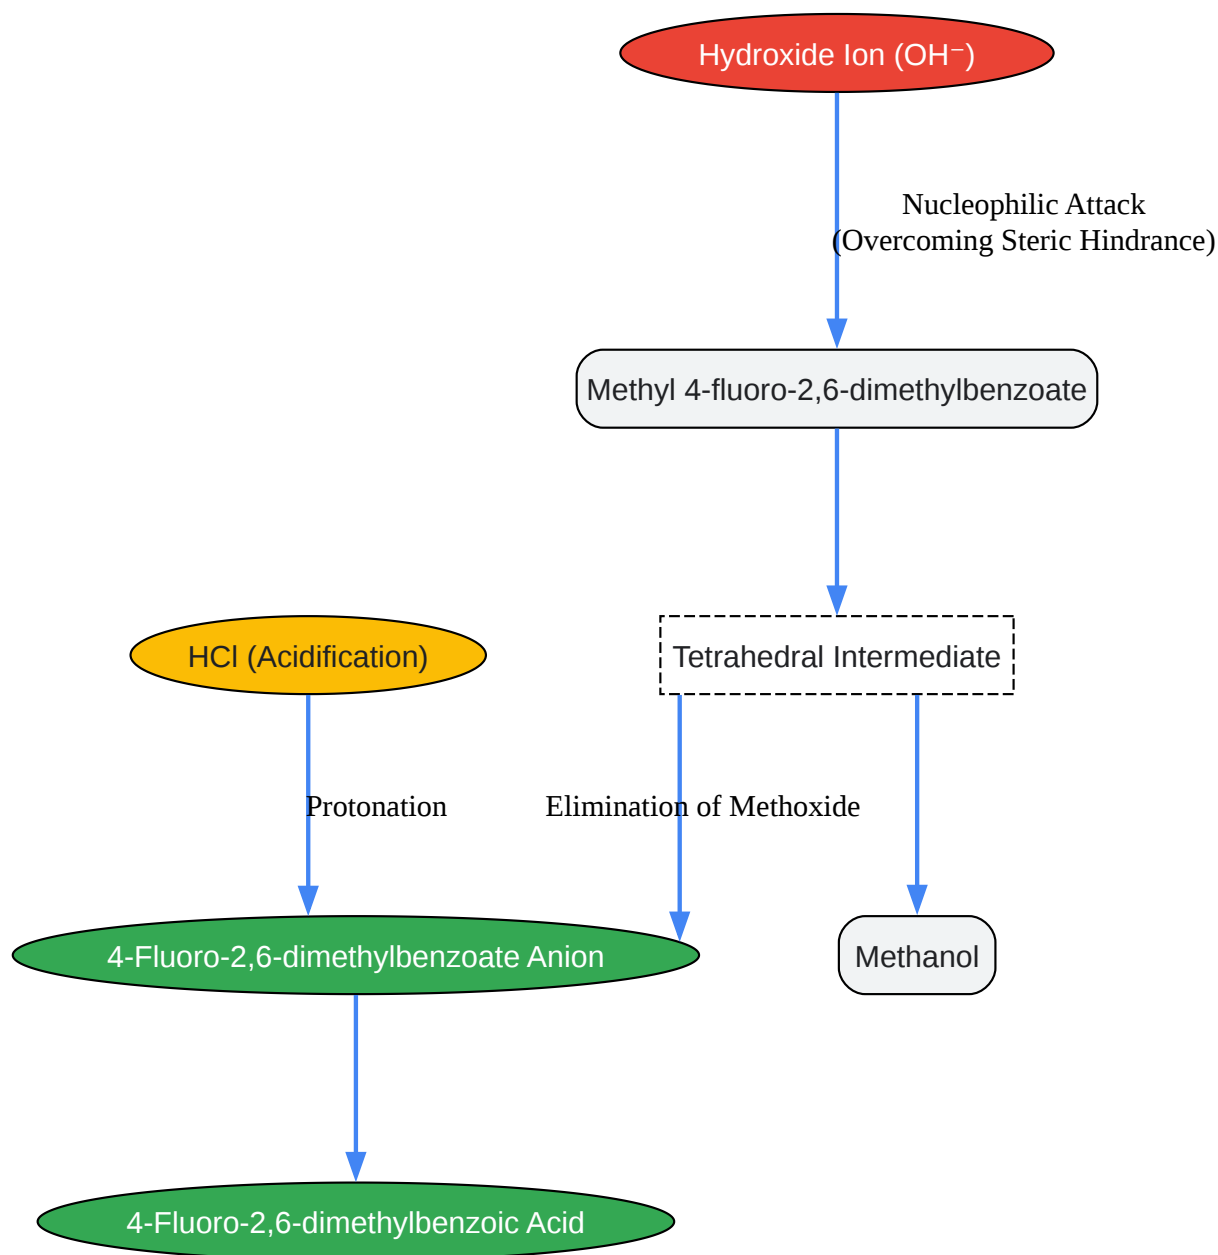 Hydroxide Ion (OH⁻)
Nucleophilic Attack
(Overcoming Steric Hindrance)
Methyl 4-fluoro-2,6-dimethylbenzoate
HCl (Acidification)
Tetrahedral Intermediate
Protonation
Elimination of Methoxide
4-Fluoro-2,6-dimethylbenzoate Anion
Methanol
4-Fluoro-2,6-dimethylbenzoic Acid